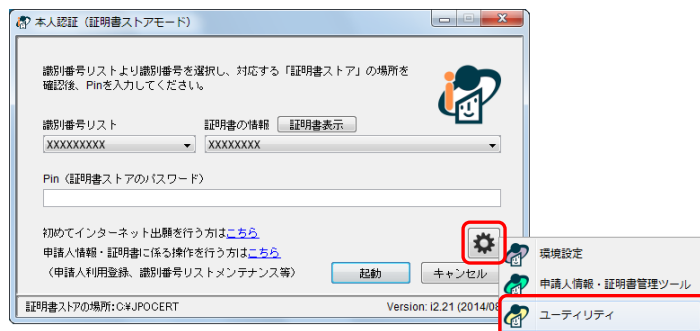 本人認証（証明書ストアモード）
識別番号リストより識別番号を選択し、対応する「証明書ストア」の場所を
確認後、Pinを入力してください。
識別番号リスト 証明書の情報 証明書表示
XXXXXXXXX XXXXXXXX
Pin（証明書ストアのパスワード）
初めてインターネット出願を行う方はこちら
申請人情報・証明書に係る操作を行う方はこちら
（申請人利用登録、識別番号リストメンテナンス等） 起動 キャンセル
証明書ストアの場所:C:¥JPOCERT Version: i2.21 (2014/08
環境設定
申請人情報・証明書管理ツール
ユーティリティ